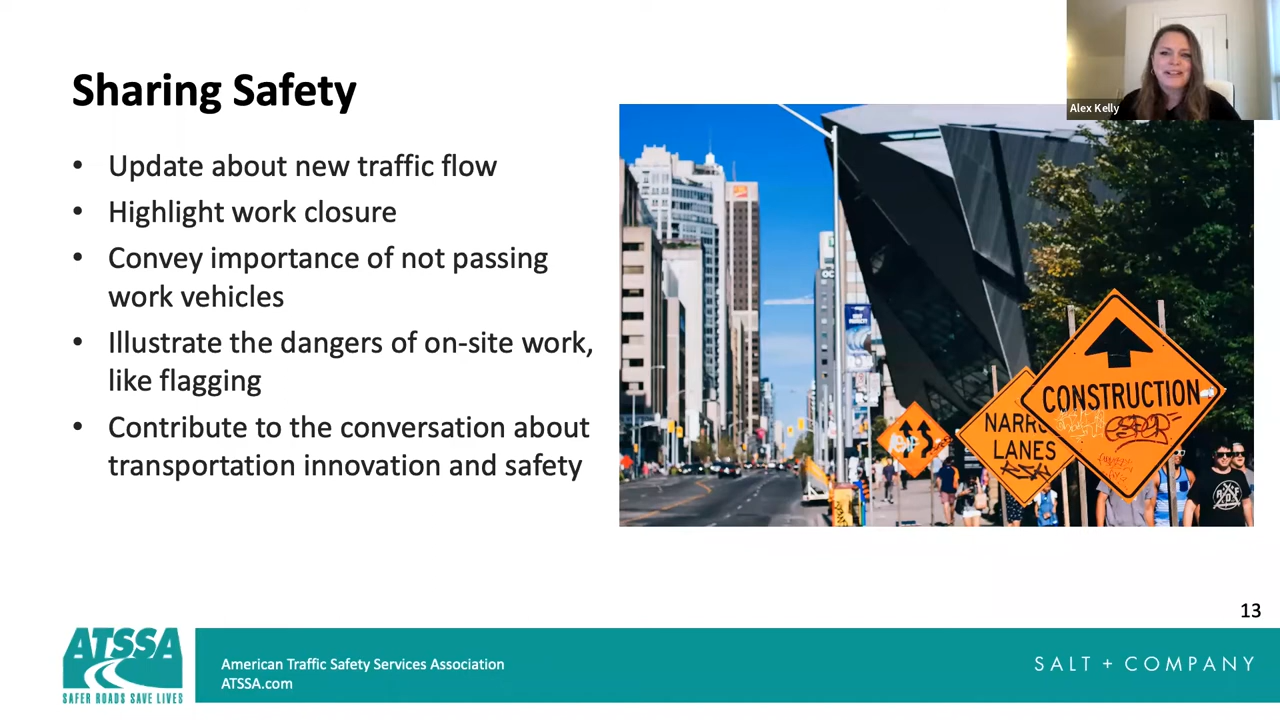 Sharing Safety
Alex Kelly
• Update about new traffic flow
• Highlight work closure
• Convey importance of not passing
work vehicles
• Illustrate the dangers of on-site work,
like flagging
• Contribute to the conversation about
transportation innovation and safety
CONSTRUCTION
LANES
13
ATSSA
SAFER ROADS SAVE LIVES
American Traffic Safety Services Association
ATSSA.com
SALT + COMPANY